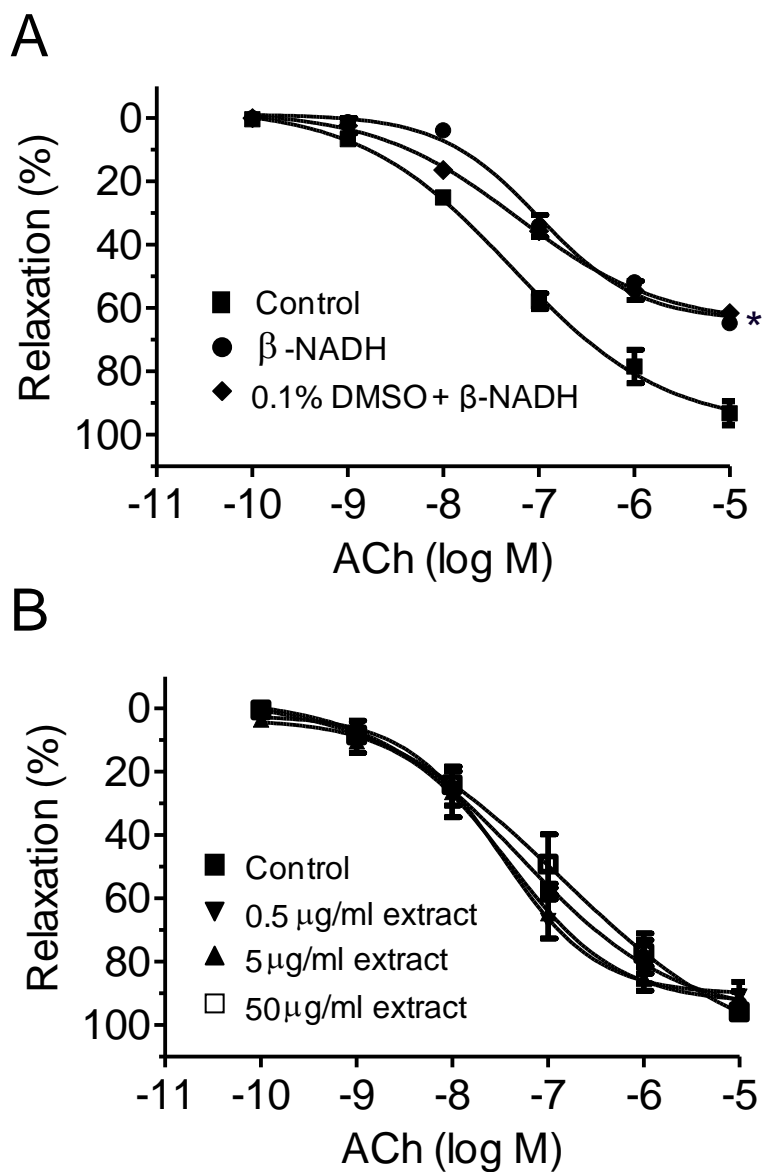 A
Relaxation (%)
0
20
40
60
80
100
Control
β -NADH
0.1% DMSO + β-NADH
*
-11 -10 -9 -8 -7 -6 -5
ACh (log M)
B
Relaxation (%)
0
20
40
60
80
100
Control
0.5 μg/ml extract
5 μg/ml extract
50 μg/ml extract
-11 -10 -9 -8 -7 -6 -5
ACh (log M)